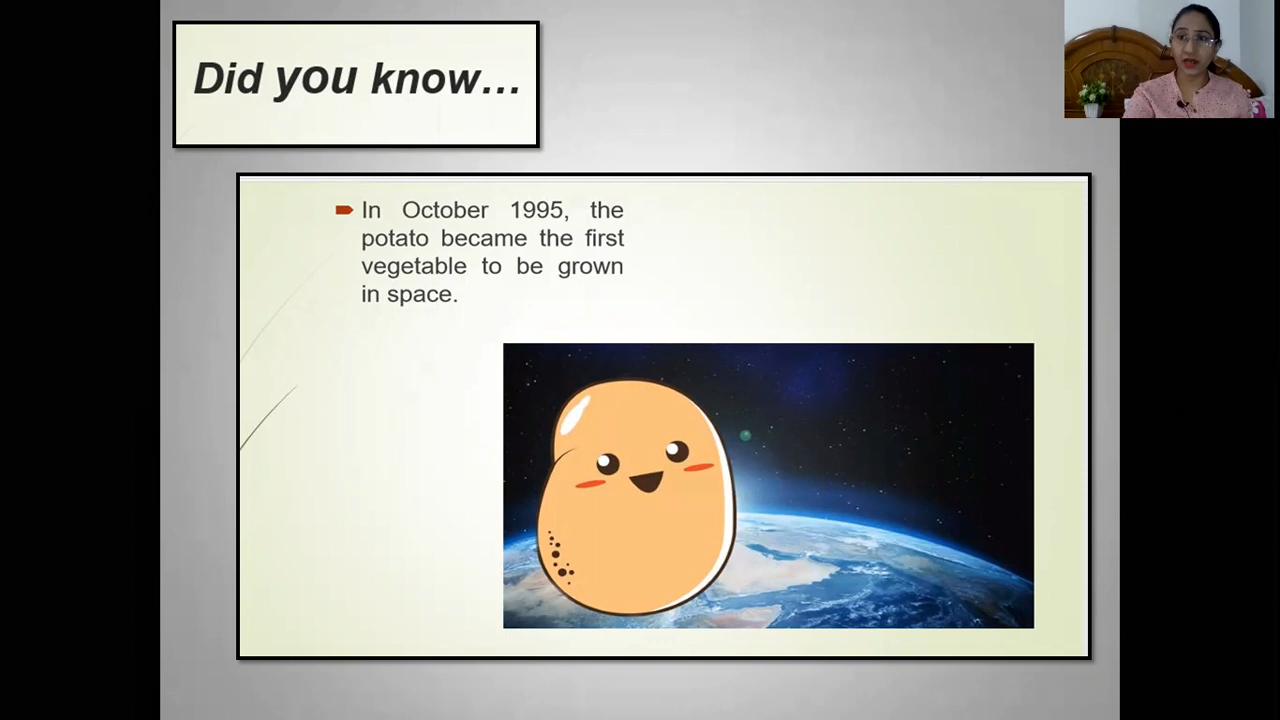 Did you know…
In October 1995, the
potato became the first
vegetable to be grown
in space.